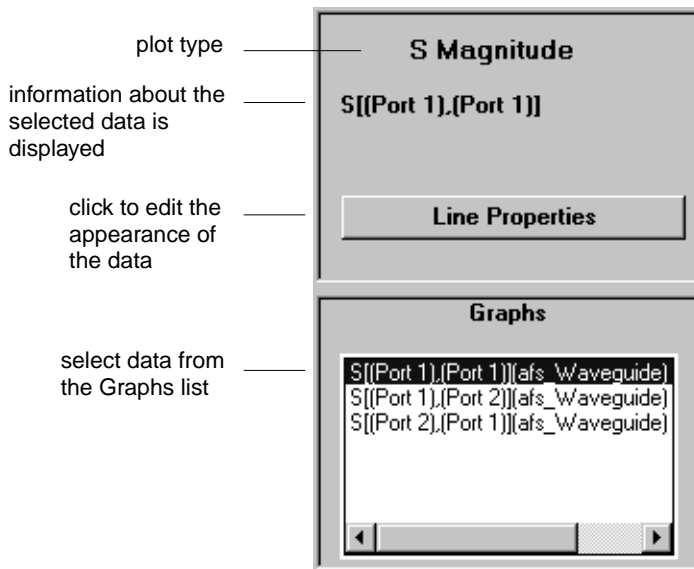 plot type
S Magnitude
information about the
selected data is
displayed
S[(Port 1),(Port 1)]
click to edit the
appearance of
the data
Line Properties
Graphs
select data from
the Graphs list
S[(Port 1),(Port 1)](afs_Waveguide)
S[(Port 1),(Port 2)](afs_Waveguide)
S[(Port 2),(Port 1)](afs_Waveguide)